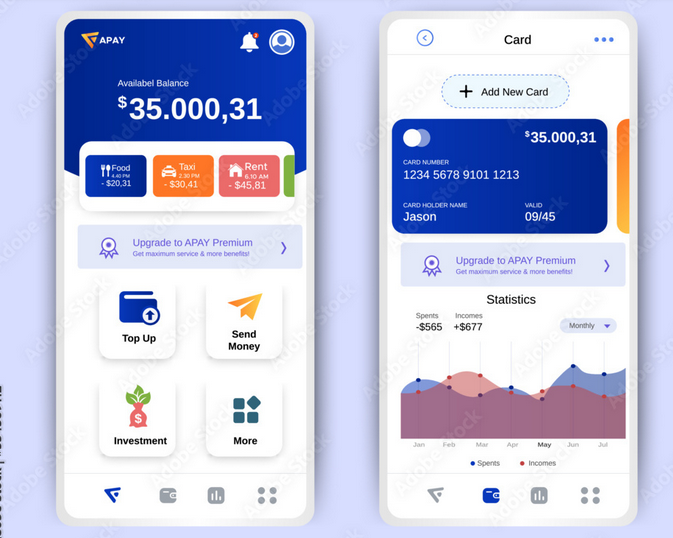 APAY
Availabel Balance
$35.000,31
Food
4.40 PM
- $20,31
Taxi
2.30 PM
- $30,41
Rent
6.10 AM
- $45,81
Upgrade to APAY Premium
Get maximum service & more benefits!
Top Up
Send
Money
$
Investment
More
Card
+ Add New Card
$35.000,31
CARD NUMBER
1234 5678 9101 1213
CARD HOLDER NAME
Jason
VALID
09/45
Upgrade to APAY Premium
Get maximum service & more benefits!
Statistics
Spents
-$565
Incomes
+$677
Monthly
Jan Feb Mar Apr May Jun Jul
Spents Incomes
Adobe Stock